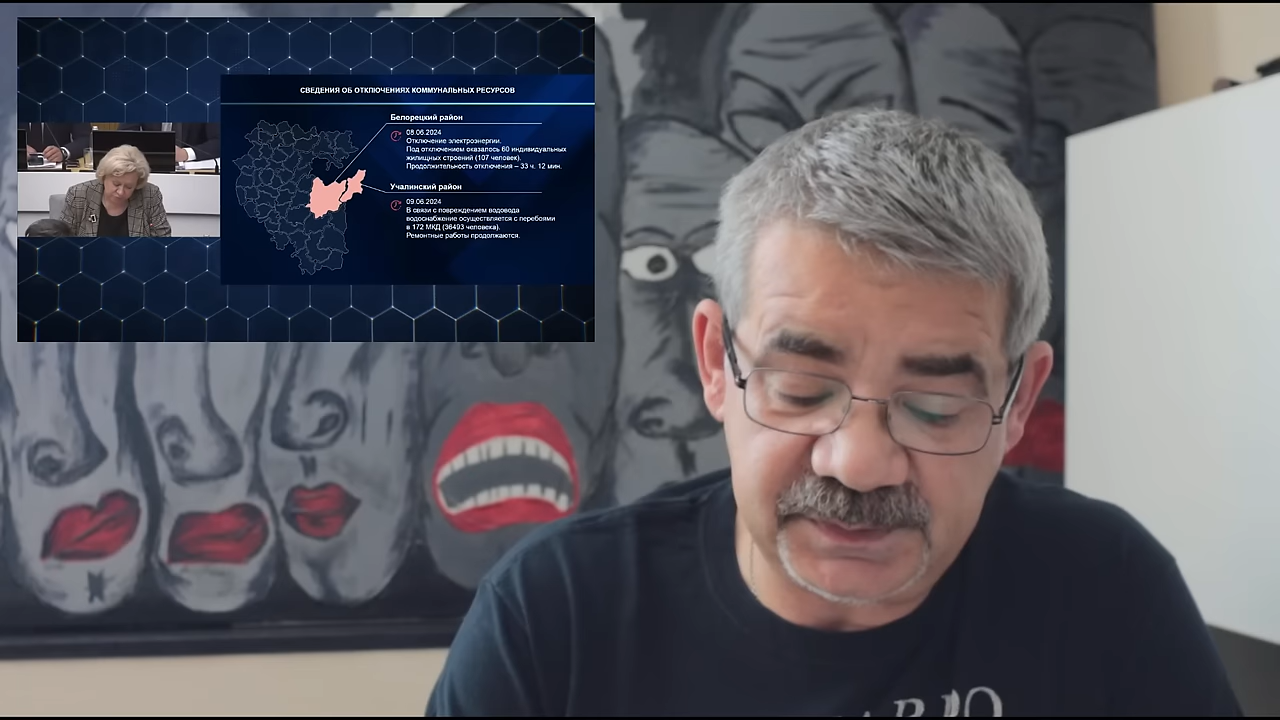 СВЕДЕНИЯ ОБ ОТКЛЮЧЕНИЯХ КОММУНАЛЬНЫХ РЕСУРСОВ
Белорецкий район
08.06.2024
Отключение электроэнергии.
Под отключением оказалось 60 индивидуальных
жилищных строений (107 человек).
Продолжительность отключения – 33 ч. 12 мин.
Учалинский район
09.06.2024
В связи с повреждением водовода
водоснабжение осуществляется с перебоями
в 172 МКД (36493 человека).
Ремонтные работы продолжаются.